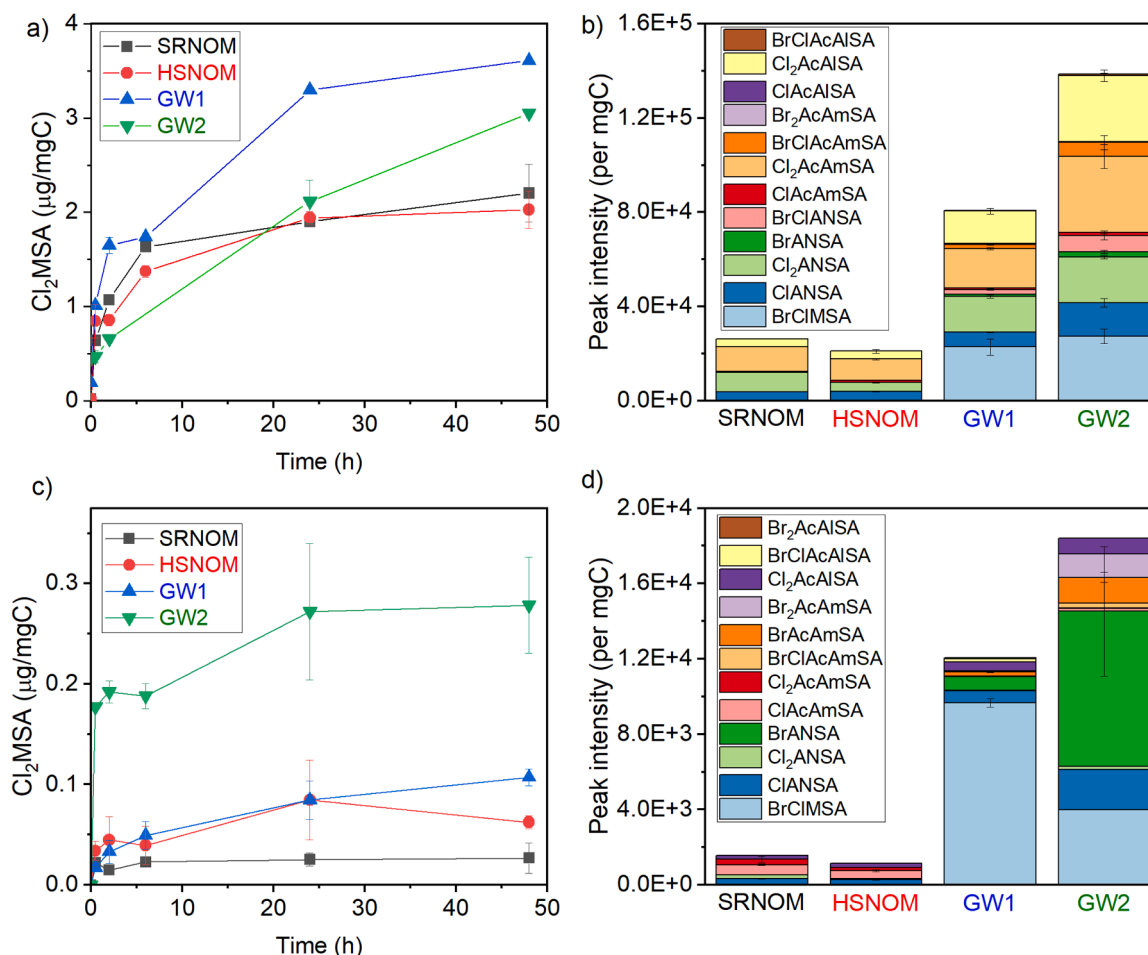 a)
Cl₂MSA (µg/mgC)
4
3
2
1
0
SRNOM
HSNOM
GW1
GW2
0 10 20 30 40 50
Time (h)
b)
Peak intensity (per mgC)
1.6E+5
1.2E+5
8.0E+4
4.0E+4
0.0E+0
BrClAcAlSA
Cl₂AcAlSA
ClAcAlSA
Br₂AcAmSA
BrClAcAmSA
Cl₂AcAmSA
ClAcAmSA
BrClANSA
BrANSA
Cl₂ANSA
ClANSA
BrClMSA
SRNOM HSNOM GW1 GW2
c)
Cl₂MSA (µg/mgC)
0.3
0.2
0.1
0.0
SRNOM
HSNOM
GW1
GW2
0 10 20 30 40 50
Time (h)
d)
Peak intensity (per mgC)
2.0E+4
1.6E+4
1.2E+4
8.0E+3
4.0E+3
0.0E+0
Br₂AcAlSA
BrClAcAlSA
Cl₂AcAlSA
Br₂AcAmSA
BrAcAmSA
BrClAcAmSA
Cl₂AcAmSA
ClAcAmSA
BrANSA
Cl₂ANSA
ClANSA
BrClMSA
SRNOM HSNOM GW1 GW2